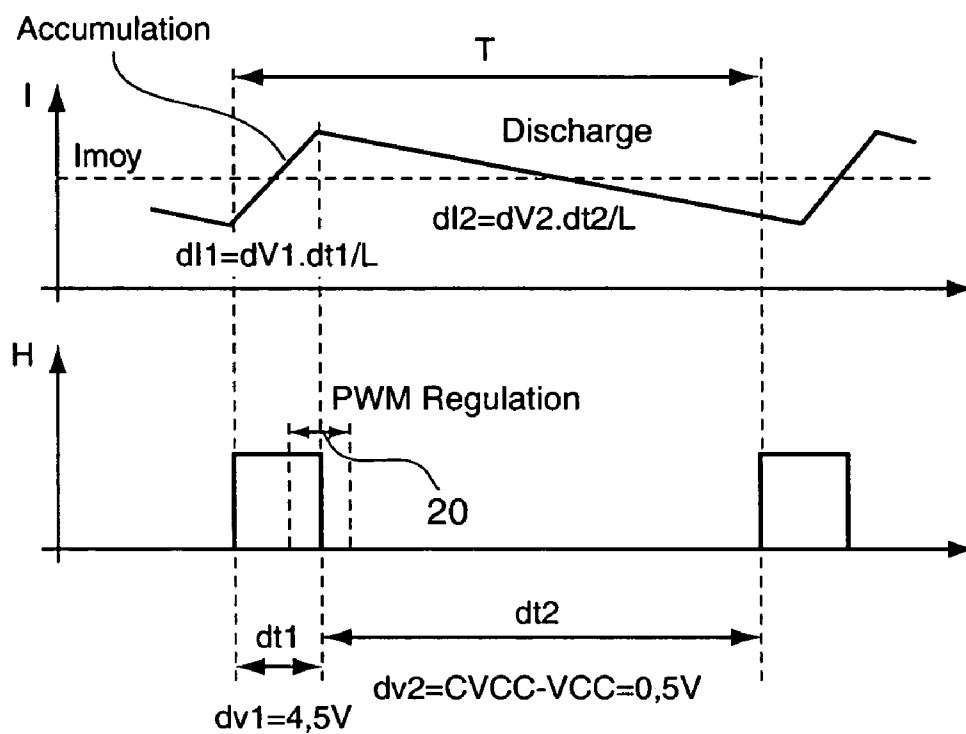 Accumulation
T
I
Imoy
Discharge
dI1=dV1.dt1/L
dI2=dV2.dt2/L
H
PWM Regulation
20
dt1
dt2
dv1=4,5V
dv2=CVCC-VCC=0,5V